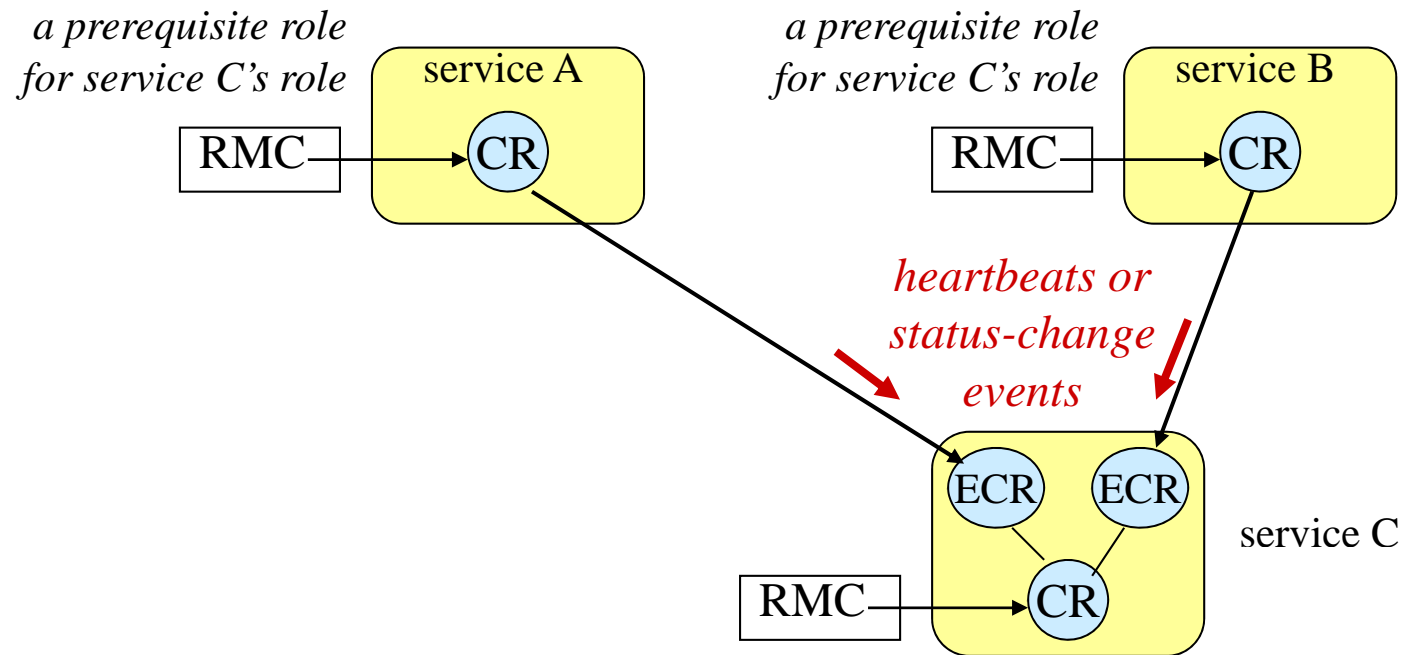 a prerequisite role
for service C's role
service A
RMC
CR
a prerequisite role
for service C's role
service B
RMC
CR
heartbeats or
status-change
events
ECR
ECR
service C
RMC
CR